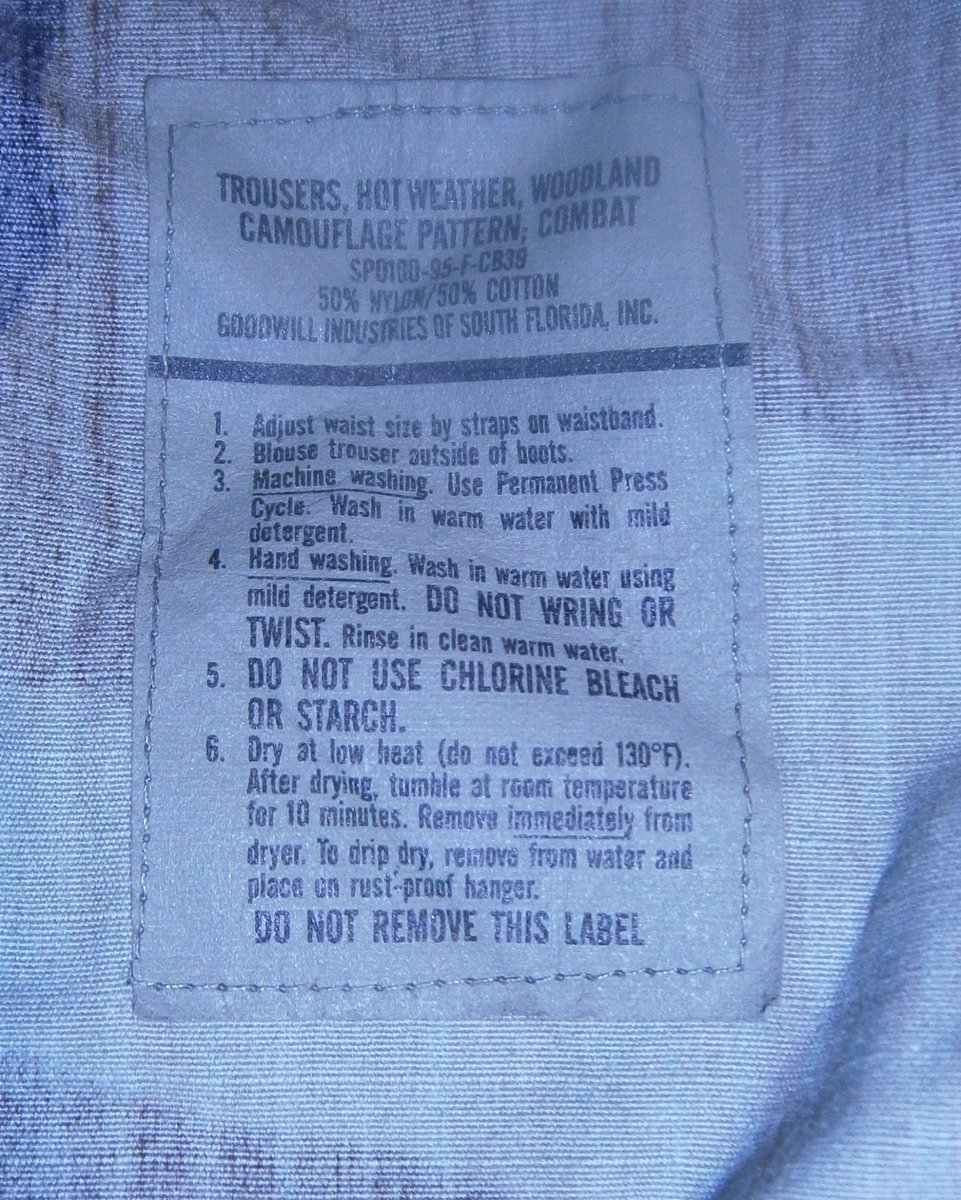 TROUSERS, HOT WEATHER, WOODLAND
CAMOUFLAGE PATTERN; COMBAT
SP0100-95-F-CB39
50% NYLON/50% COTTON
GOODWILL INDUSTRIES OF SOUTH FLORIDA, INC.
1. Adjust waist size by straps on waistband.
2. Blouse trouser outside of boots.
3. Machine washing. Use Permanent Press
Cycle. Wash in warm water with mild
detergent.
4. Hand washing. Wash in warm water using
mild detergent. DO NOT WRING OR
TWIST. Rinse in clean warm water.
5. DO NOT USE CHLORINE BLEACH
OR STARCH.
6. Dry at low heat (do not exceed 130°F).
After drying, tumble at room temperature
for 10 minutes. Remove immediately from
dryer. To drip dry, remove from water and
place on rust-proof hanger.
DO NOT REMOVE THIS LABEL